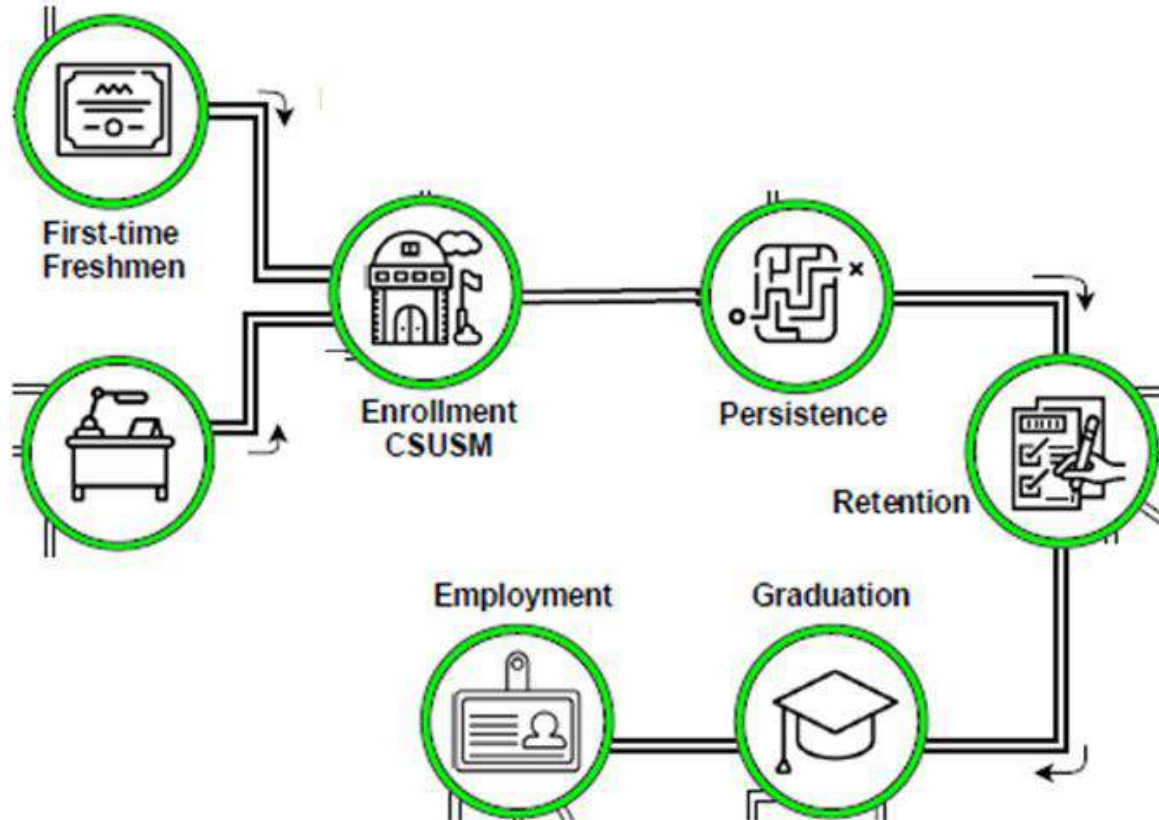 First-time
Freshmen
Enrollment
CSUSM
Persistence
Retention
Employment
Graduation